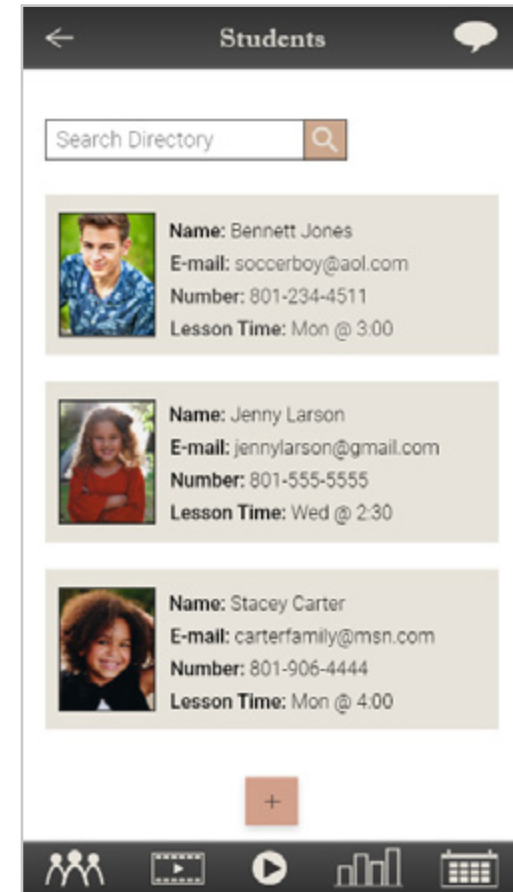 Students
Search Directory
Name: Bennett Jones
E-mail: soccerboy@aol.com
Number: 801-234-4511
Lesson Time: Mon @ 3:00
Name: Jenny Larson
E-mail: jennylarson@gmail.com
Number: 801-555-5555
Lesson Time: Wed @ 2:30
Name: Stacey Carter
E-mail: carterfamily@msn.com
Number: 801-906-4444
Lesson Time: Mon @ 4:00
+